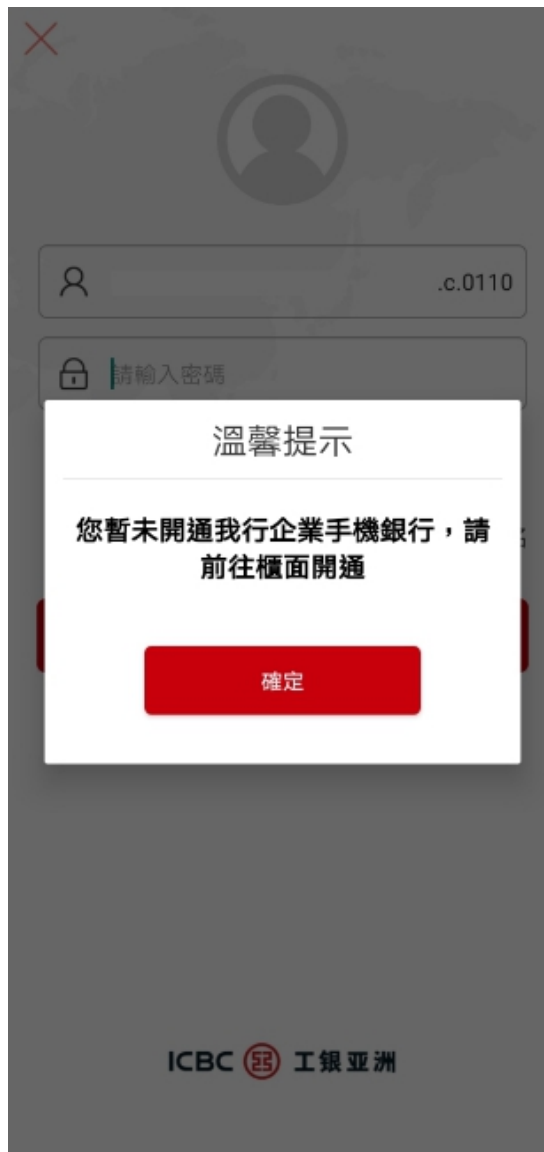 .c.0110
請輸入密碼
溫馨提示
您暫未開通我行企業手機銀行，請
前往櫃面開通
確定
ICBC 工银亚洲